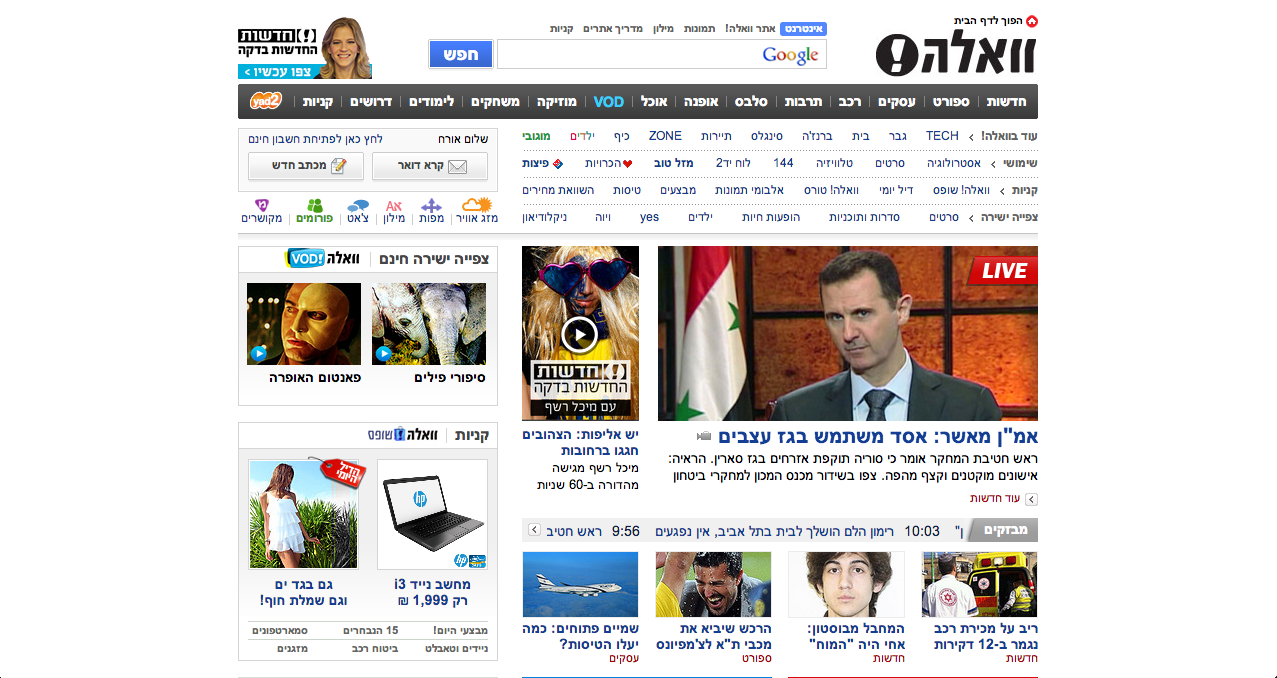 הפוך לדף הבית
וואלה!
אינטרנט אתר וואלה! תמונות מילון מדריך אתרים קניות
Google
חפש
!חדשות
החדשות בדקה
צפו עכשיו >
חדשות ספורט עסקים רכב תרבות סלבס אופנה אוכל VOD מוזיקה משחקים לימודים דרושים קניות yad2
עוד בוואלה! TECH גבר בית ברנז'ה סינגלס תיירות ZONE כיף ילדים מוגובי
שימושי אסטרולוגיה סרטים טלוויזיה 144 לוח יד2 מזל טוב הכרויות פיצות
קניות וואלה! שופס דיל יומי וואלה! טורס אלבומי תמונות מבצעים טיסות השוואת מחירים
צפייה ישירה סרטים סדרות ותוכניות הופעות חיות ילדים yes ויוה ניקלודיאון
שלום אורח לחץ כאן לפתיחת חשבון חינם
קרא דואר מכתב חדש
מזג אוויר מפות מילון צ'אט פורומים מקושרים
LIVE
אמ"ן מאשר: אסד משתמש בגז עצבים
ראש חטיבת המחקר אומר כי סוריה תוקפת אזרחים בגז סארין. הראיה:
אישונים מוקטנים וקצף מהפה. צפו בשידור מכנס המכון למחקרי ביטחון
עוד חדשות
!חדשות
החדשות בדקה
עם מיכל רשף
יש אליפות: הצהובים
חגגו ברחובות
מיכל רשף מגישה
מהדורה ב-60 שניות
מבזקים ן" 10:03 רימון הלם הושלך לבית בתל אביב, אין נפגעים 9:56 ראש חטיב
ריב על מכירת רכב
נגמר ב-12 דקירות
חדשות
המחבל מבוסטון:
אחי היה "המוח"
חדשות
הרכש שיביא את
מכבי ת"א לצ'מפיונס
ספורט
שמיים פתוחים: כמה
יעלו הטיסות?
עסקים
צפייה ישירה חינם וואלה! VOD
סיפורי פילים
פאנטום האופרה
קניות וואלה! שופס
hp
הדיל היומי
מחשב נייד i3
רק 1,999 ₪
גם בגד ים
וגם שמלת חוף!
מבצעי היום! 15 הנבחרים סמארטפונים
ניידים וטאבלט ביטוח רכב מזגנים